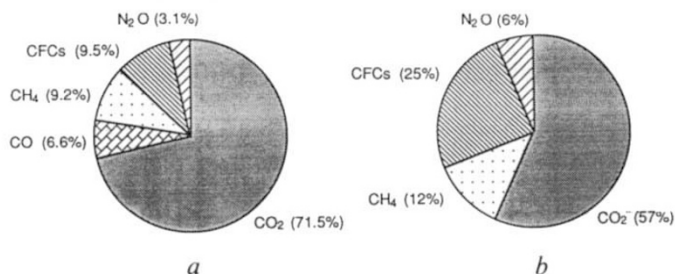 N₂O (3.1%)
CFCs (9.5%)
CH₄ (9.2%)
CO (6.6%)
CO₂ (71.5%)
a
N₂O (6%)
CFCs (25%)
CH₄ (12%)
CO₂⁻(57%)
b